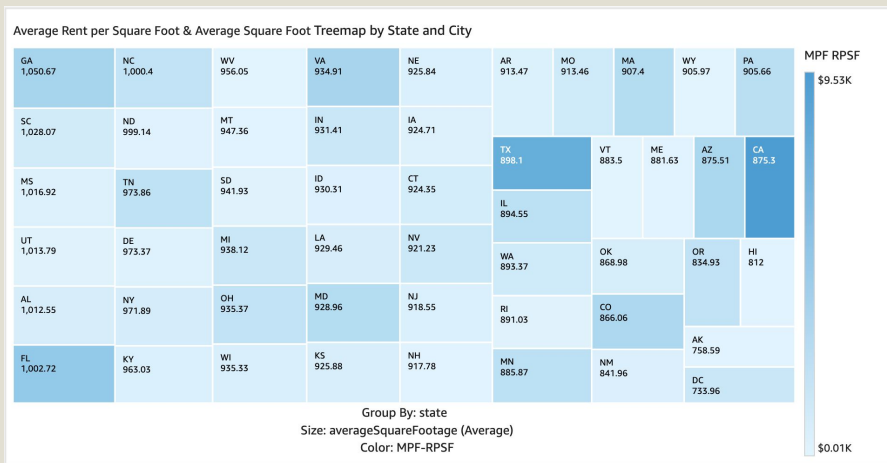 Average Rent per Square Foot & Average Square Foot Treemap by State and City
MPF RPSF
$9.53K
$0.01K
GA
1,050.67
SC
1,028.07
MS
1,016.92
UT
1,013.79
AL
1,012.55
FL
1,002.72
NC
1,000.4
ND
999.14
TN
973.86
DE
973.37
NY
971.89
KY
963.03
WV
956.05
MT
947.36
SD
941.93
MI
938.12
OH
935.37
WI
935.33
VA
934.91
IN
931.41
ID
930.31
LA
929.46
MD
928.96
KS
925.88
NE
925.84
IA
924.71
CT
924.35
NV
921.23
NJ
918.55
NH
917.78
AR
913.47
MO
913.46
MA
907.4
WY
905.97
PA
905.66
TX
898.1
IL
894.55
WA
893.37
RI
891.03
MN
885.87
VT
883.5
ME
881.63
AZ
875.51
CA
875.3
OK
868.98
CO
866.06
NM
841.96
OR
834.93
HI
812
AK
758.59
DC
733.96
Group By: state
Size: averageSquareFootage (Average)
Color: MPF-RPSF